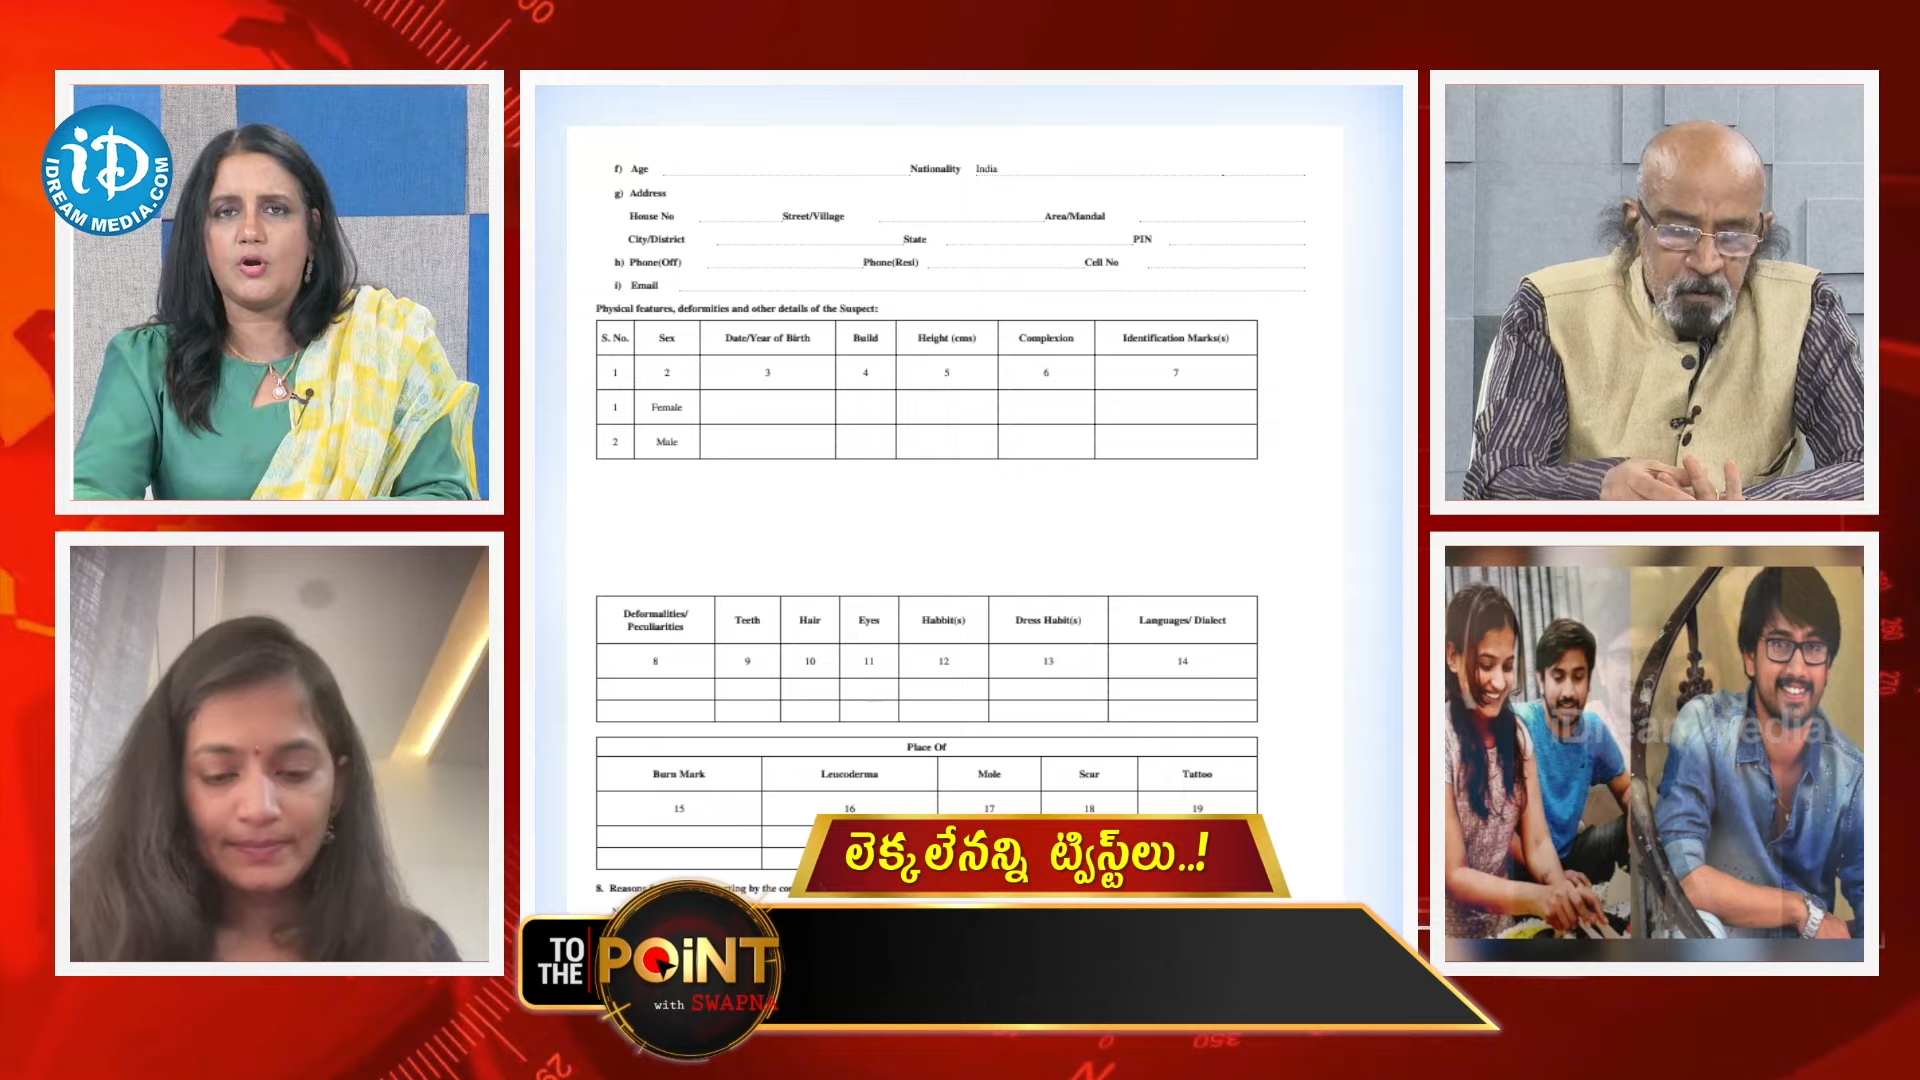 iD
IDREAM MEDIA.COM
f) Age Nationality India
g) Address
House No Street/Village Area/Mandal
City/District State PIN
h) Phone(Off) Phone(Resi) Cell No
i) Email
Physical features, deformities and other details of the Suspect:
S. No. Sex Date/Year of Birth Build Height (cms) Complexion Identification Marks(s)
1 2 3 4 5 6 7
1 Female
2 Male
Deformalities/ Peculiarities Teeth Hair Eyes Habbit(s) Dress Habit(s) Languages/ Dialect
8 9 10 11 12 13 14
Place Of
Burn Mark Leucoderma Mole Scar Tattoo
15 16 17 18 19
8. Reasons
లెక్కలేనన్ని ట్విస్ట్‌లు..!
TO THE POiNT
with SWAPNA
iDream Media